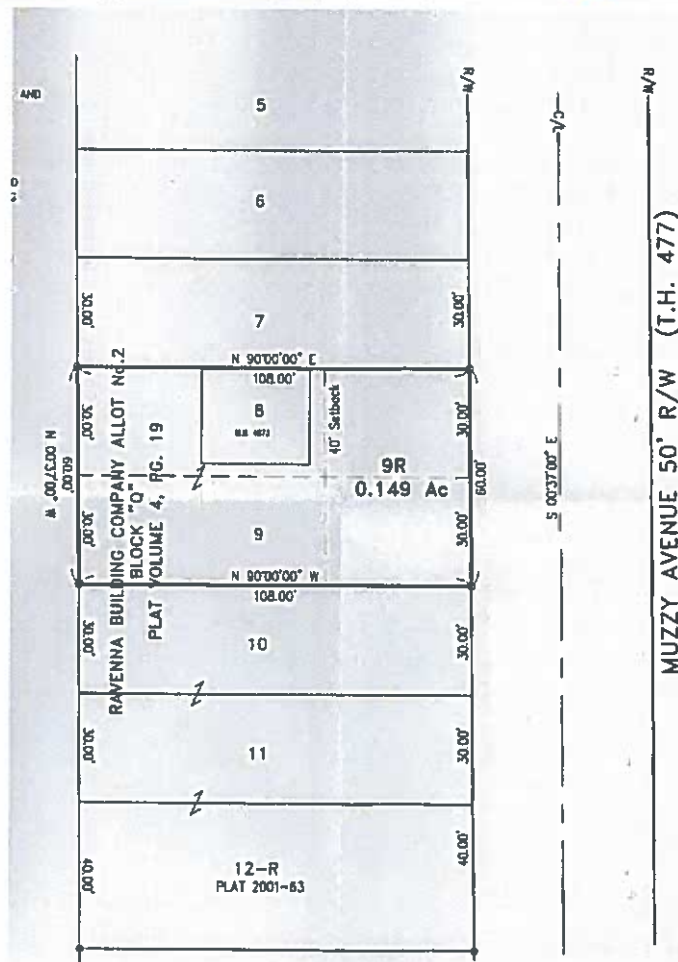 AND
5
R/W
C/L
R/W
6
30.00'
7
30.00'
N 90°00'00" E
108.00'
8
40' Setback
30.00'
30.00'
9R
0.149 Ac
N 00°37'00" W
60.00'
60.00'
S 00°37'00" E
30.00'
30.00'
9
N 90°00'00" W
108.00'
RAVENNA BUILDING COMPANY ALLOT No.2
BLOCK "Q"
PLAT VOLUME 4, PG. 19
MUZZY AVENUE 50' R/W (T.H. 477)
30.00'
10
30.00'
30.00'
11
30.00'
40.00'
12-R
PLAT 2001-63
40.00'